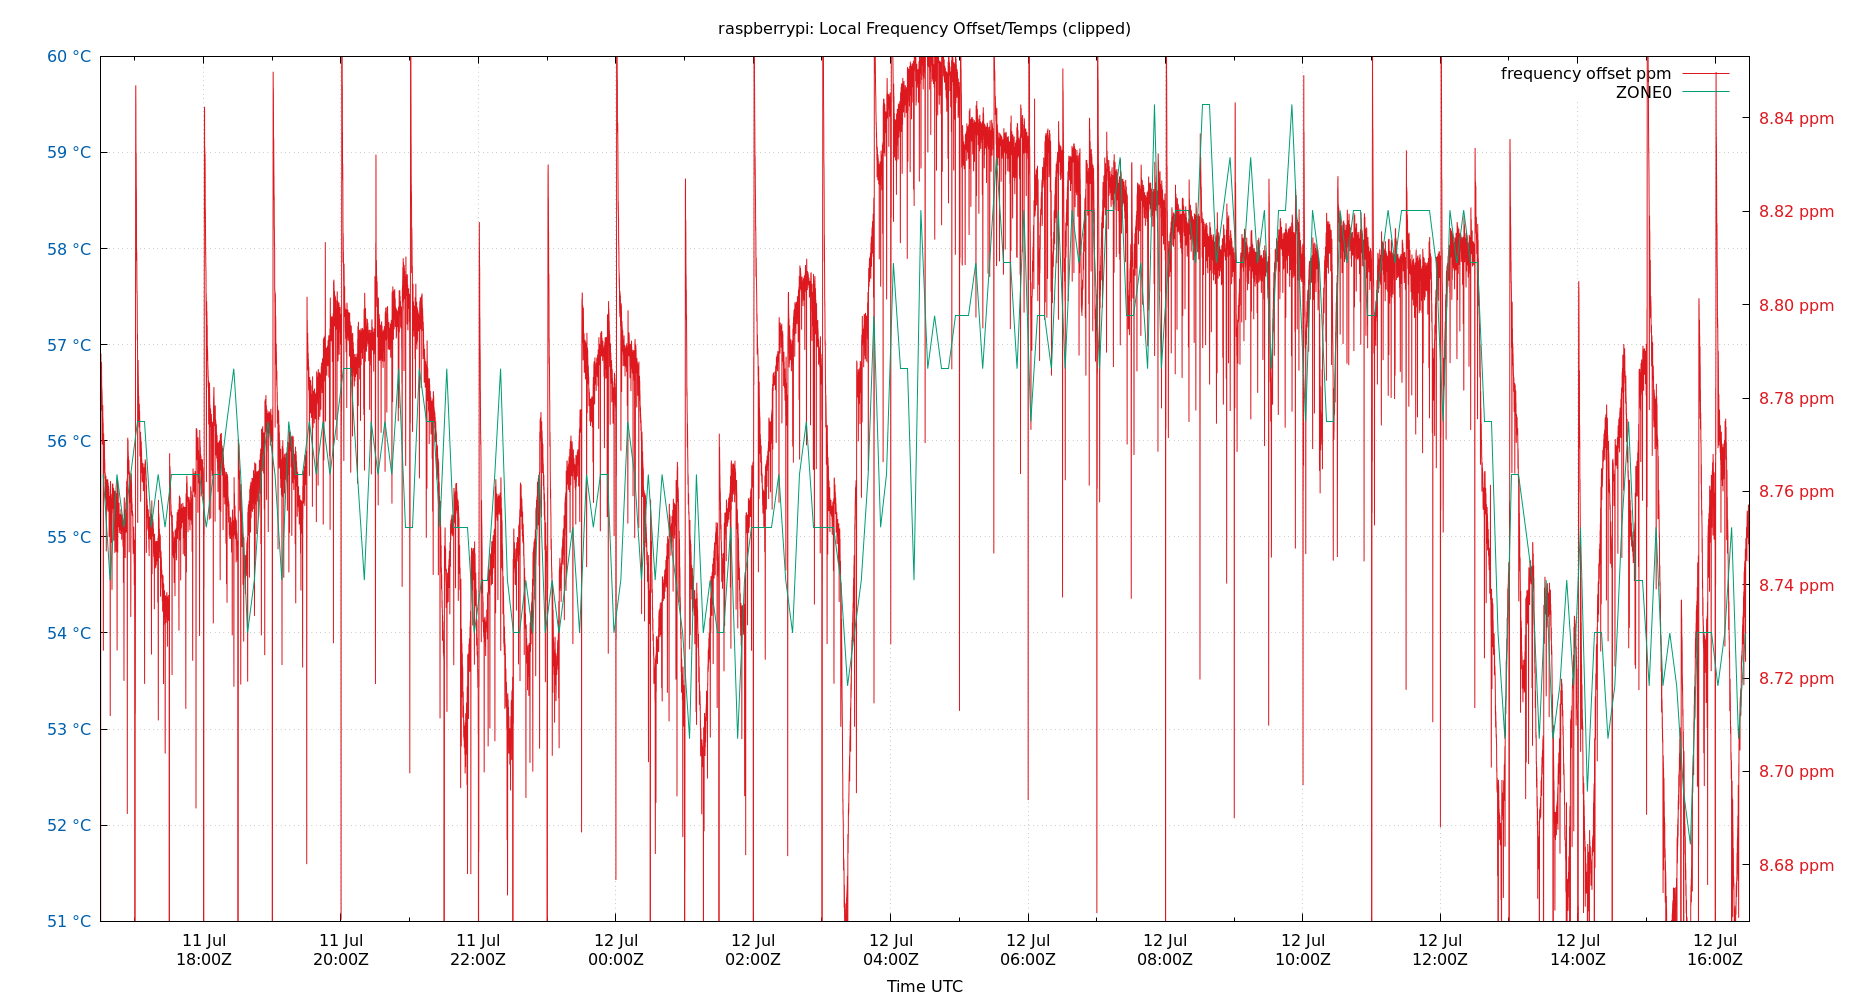 raspberrypi: Local Frequency Offset/Temps (clipped)
frequency offset ppm
ZONE0
60 °C
59 °C
58 °C
57 °C
56 °C
55 °C
54 °C
53 °C
52 °C
51 °C
8.84 ppm
8.82 ppm
8.80 ppm
8.78 ppm
8.76 ppm
8.74 ppm
8.72 ppm
8.70 ppm
8.68 ppm
11 Jul
18:00Z
11 Jul
20:00Z
11 Jul
22:00Z
12 Jul
00:00Z
12 Jul
02:00Z
12 Jul
04:00Z
12 Jul
06:00Z
12 Jul
08:00Z
12 Jul
10:00Z
12 Jul
12:00Z
12 Jul
14:00Z
12 Jul
16:00Z
Time UTC